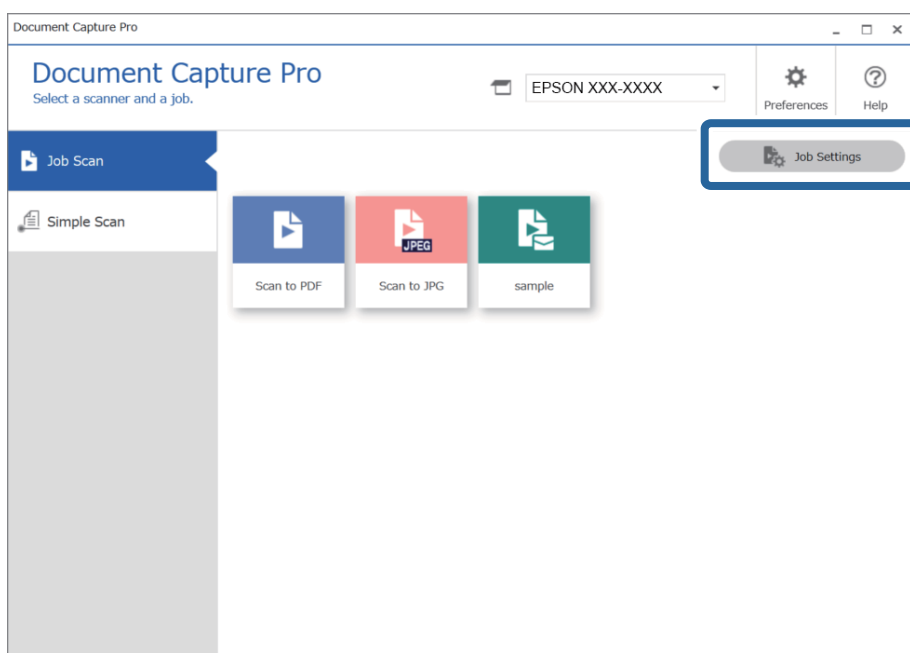 Document Capture Pro
Document Capture Pro
Select a scanner and a job.
EPSON XXX-XXXX
Preferences
Help
Job Scan
Job Settings
Simple Scan
JPEG
Scan to PDF
Scan to JPG
sample